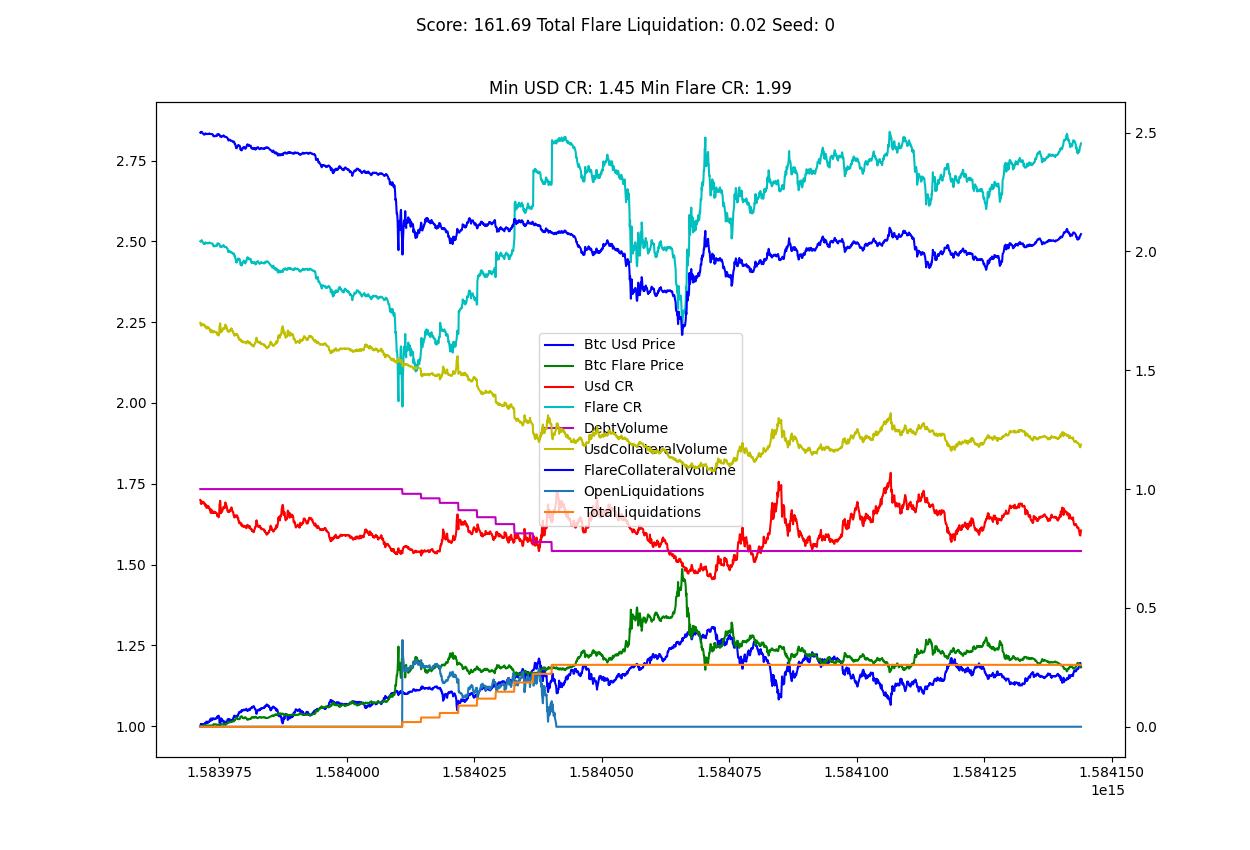 Score: 161.69 Total Flare Liquidation: 0.02 Seed: 0
Min USD CR: 1.45 Min Flare CR: 1.99
2.75
2.50
2.25
2.00
1.75
1.50
1.25
1.00
2.5
2.0
1.5
1.0
0.5
0.0
Btc Usd Price
Btc Flare Price
Usd CR
Flare CR
DebtVolume
UsdCollateralVolume
FlareCollateralVolume
OpenLiquidations
TotalLiquidations
1.583975 1.584000 1.584025 1.584050 1.584075 1.584100 1.584125 1.584150
1e15